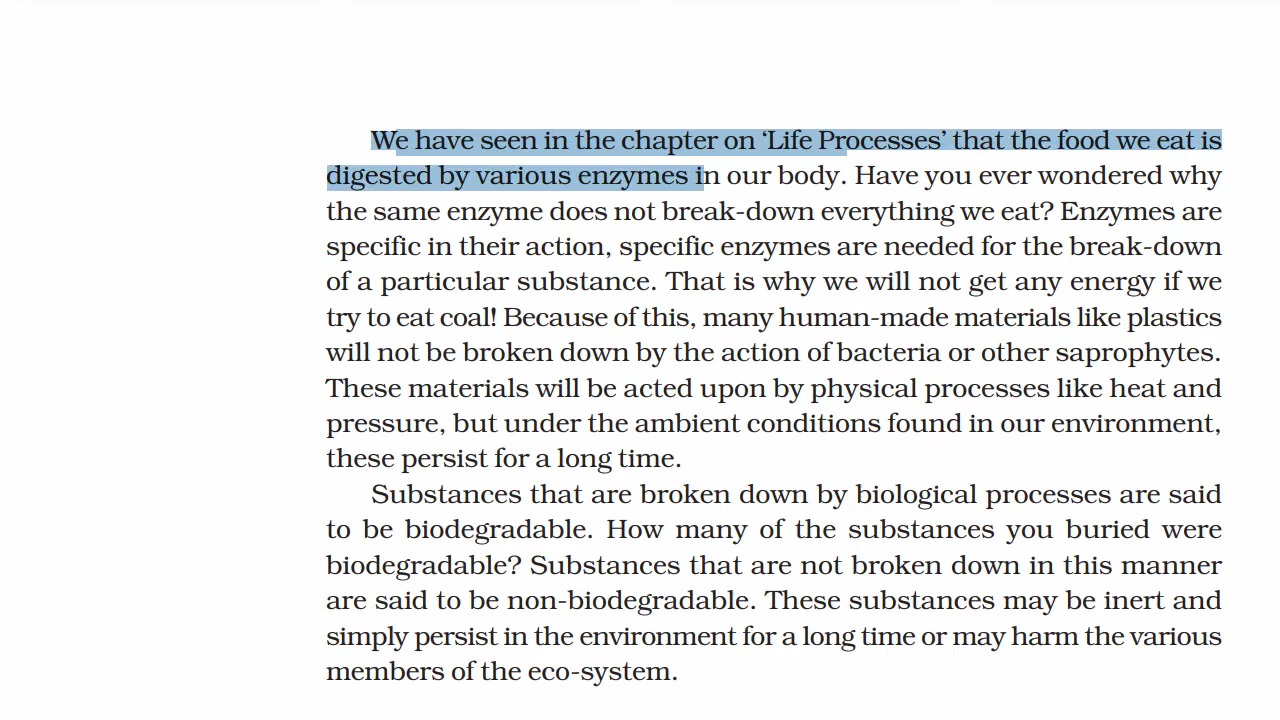 We have seen in the chapter on ‘Life Processes’ that the food we eat is
digested by various enzymes in our body. Have you ever wondered why
the same enzyme does not break-down everything we eat? Enzymes are
specific in their action, specific enzymes are needed for the break-down
of a particular substance. That is why we will not get any energy if we
try to eat coal! Because of this, many human-made materials like plastics
will not be broken down by the action of bacteria or other saprophytes.
These materials will be acted upon by physical processes like heat and
pressure, but under the ambient conditions found in our environment,
these persist for a long time.
Substances that are broken down by biological processes are said
to be biodegradable. How many of the substances you buried were
biodegradable? Substances that are not broken down in this manner
are said to be non-biodegradable. These substances may be inert and
simply persist in the environment for a long time or may harm the various
members of the eco-system.